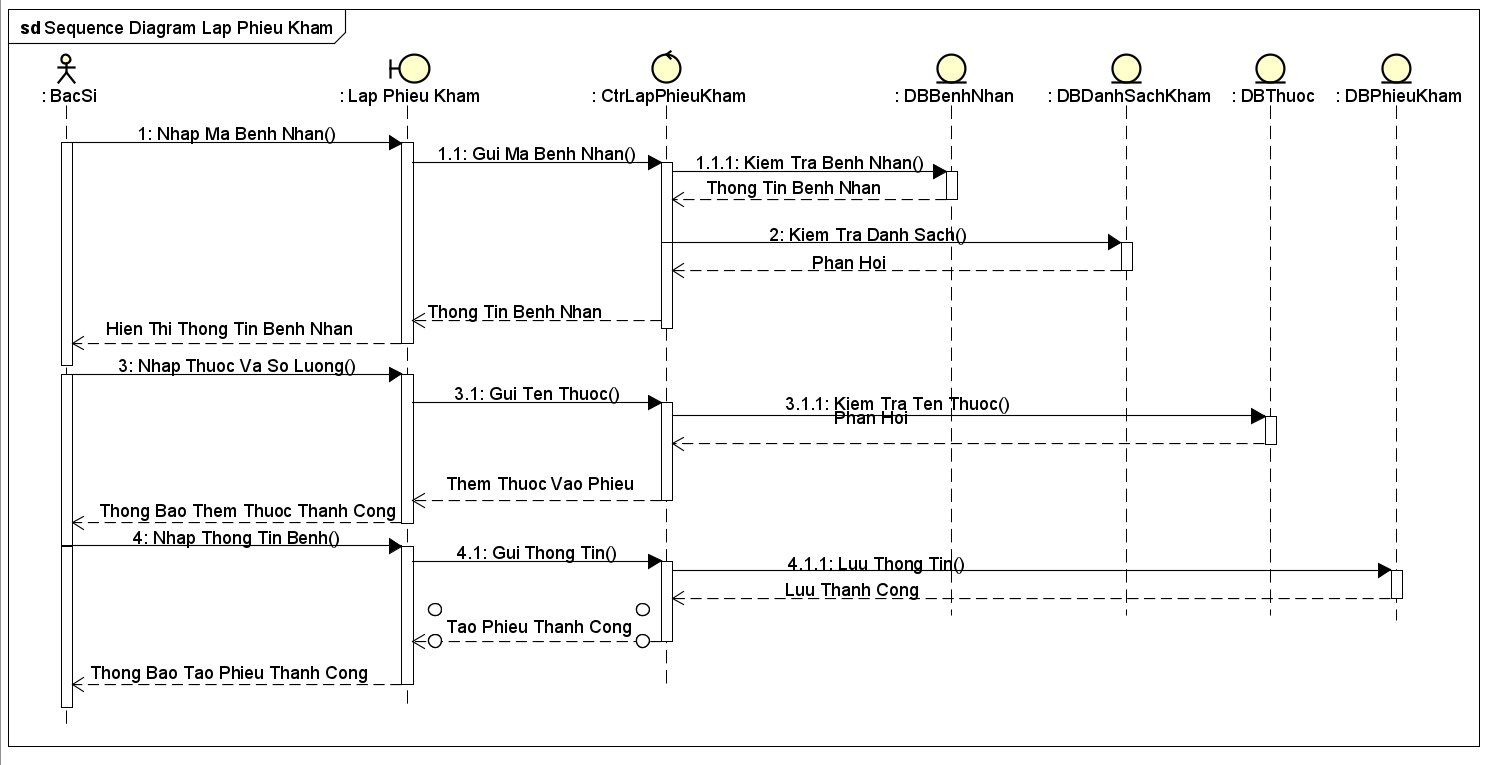 sd Sequence Diagram Lap Phieu Kham
: BacSi
: Lap Phieu Kham
: CtrLapPhieuKham
: DBBenhNhan
: DBDanhSachKham
: DBThuoc
: DBPhieuKham
1: Nhap Ma Benh Nhan()
1.1: Gui Ma Benh Nhan()
1.1.1: Kiem Tra Benh Nhan()
Thong Tin Benh Nhan
2: Kiem Tra Danh Sach()
Phan Hoi
Thong Tin Benh Nhan
Hien Thi Thong Tin Benh Nhan
3: Nhap Thuoc Va So Luong()
3.1: Gui Ten Thuoc()
3.1.1: Kiem Tra Ten Thuoc()
Phan Hoi
Them Thuoc Vao Phieu
Thong Bao Them Thuoc Thanh Cong
4: Nhap Thong Tin Benh()
4.1: Gui Thong Tin()
4.1.1: Luu Thong Tin()
Luu Thanh Cong
Tao Phieu Thanh Cong
Thong Bao Tao Phieu Thanh Cong